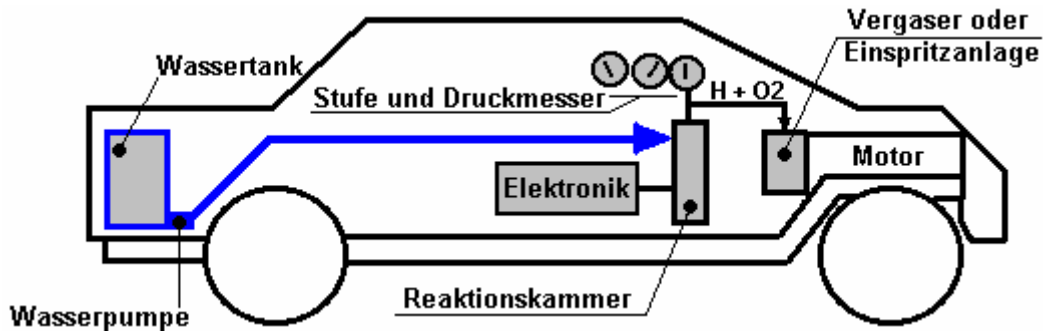 Vergaser oder
Einspritzanlage
Wassertank
Stufe und Druckmesser
H + O2
Motor
Elektronik
Reaktionskammer
Wasserpumpe